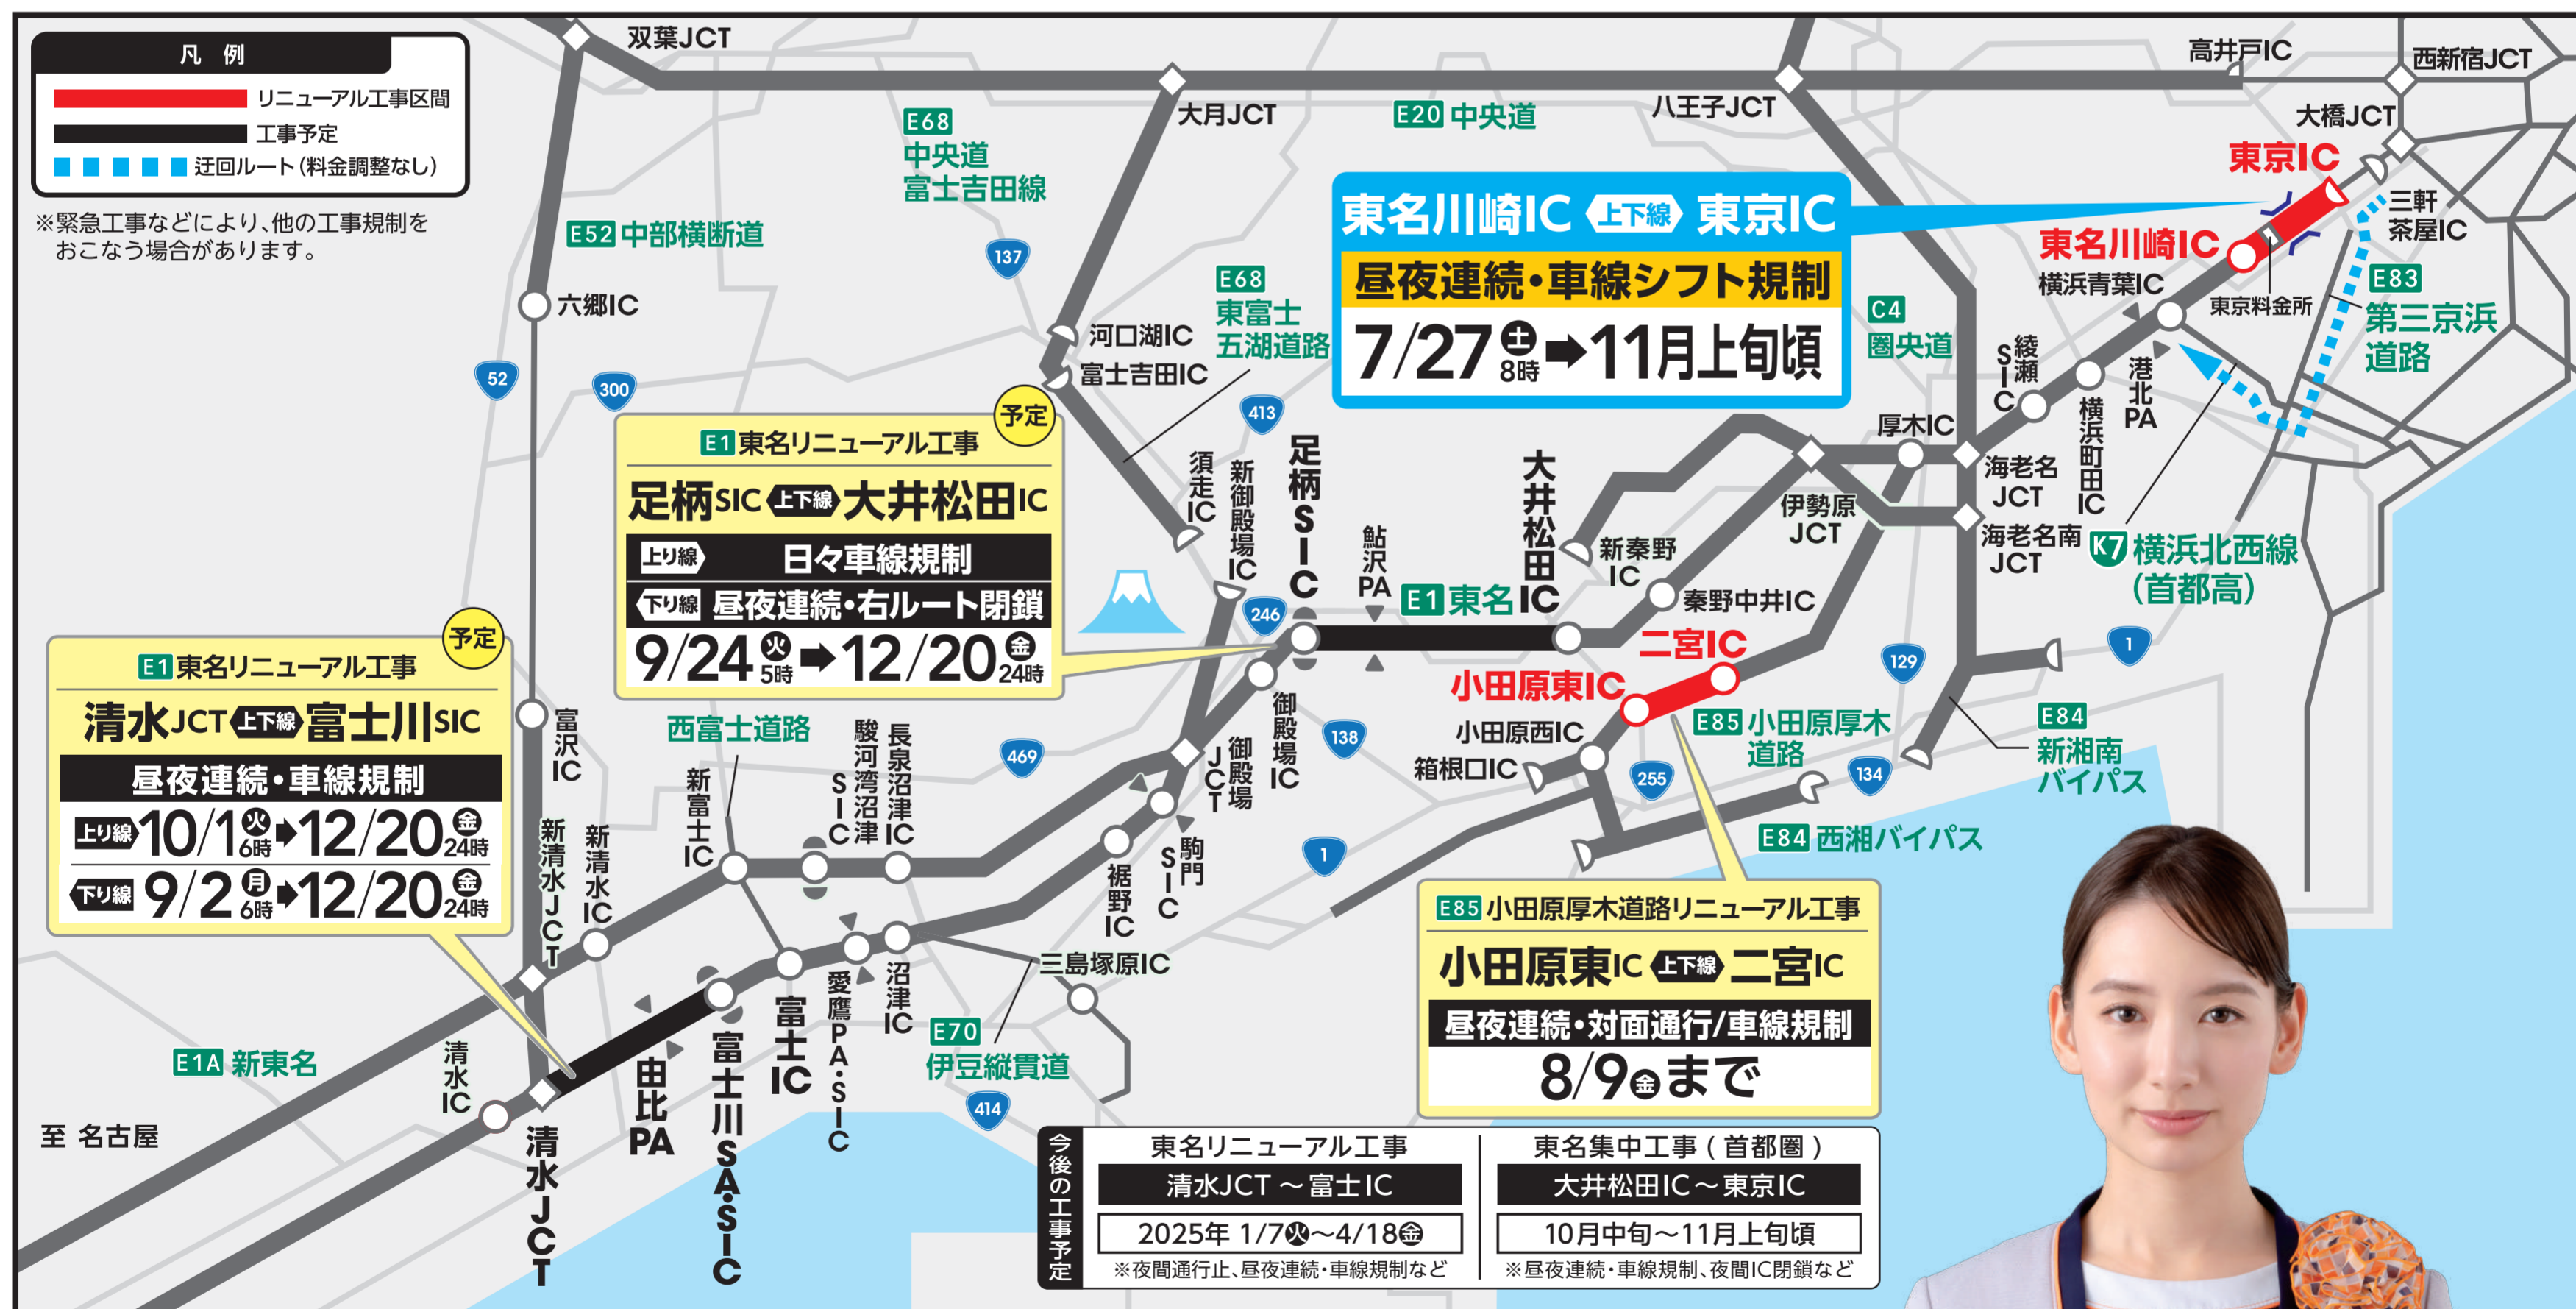 凡 例
リニューアル工事区間
工事予定
迂回ルート(料金調整なし)
※緊急工事などにより、他の工事規制を
おこなう場合があります。
双葉JCT
大月JCT
E20 中央道
八王子JCT
高井戸IC
西新宿JCT
大橋JCT
東京IC
三軒
茶屋IC
東名川崎IC
横浜青葉IC
東京料金所
E83
第三京浜
道路
E68
中央道
富士吉田線
E52 中部横断道
137
六郷IC
52
300
河口湖IC
富士吉田IC
E68
東富士
五湖道路
413
東名川崎IC 上下線 東京IC
昼夜連続・車線シフト規制
7/27 土 8時 ➡ 11月上旬頃
C4
圏央道
綾瀬
SIC
港北PA
横浜町田IC
厚木IC
海老名
JCT
伊勢原
JCT
海老名南
JCT
K7 横浜北西線
(首都高)
予定
E1 東名リニューアル工事
足柄SIC 上下線 大井松田IC
上り線 日々車線規制
下り線 昼夜連続・右ルート閉鎖
9/24 火 5時 ➡ 12/20 金 24時
須走IC
新御殿場IC
246
足柄SIC
鮎沢PA
E1 東名
大井松田IC
新秦野
IC
秦野中井IC
二宮IC
小田原東IC
小田原西IC
箱根口IC
E85 小田原厚木
道路
255
129
1
134
E84
新湘南
バイパス
E84 西湘バイパス
予定
E1 東名リニューアル工事
清水JCT 上下線 富士川SIC
昼夜連続・車線規制
上り線 10/1 火 6時 ➡ 12/20 金 24時
下り線 9/2 月 6時 ➡ 12/20 金 24時
富沢IC
新清水JCT
新清水IC
西富士道路
新富士IC
駿河湾沼津
SIC
長泉沼津IC
469
御殿場
JCT
御殿場IC
138
駒門
SIC
裾野IC
1
三島塚原IC
E70
伊豆縦貫道
414
沼津IC
愛鷹PA・SIC
富士IC
富士川SA・SIC
由比PA
清水JCT
清水IC
E1A 新東名
至 名古屋
E85 小田原厚木道路リニューアル工事
小田原東IC 上下線 二宮IC
昼夜連続・対面通行/車線規制
8/9 金 まで
今後の工事予定
東名リニューアル工事
清水JCT ～富士IC
2025年 1/7火～4/18金
※夜間通行止、昼夜連続・車線規制など
東名集中工事(首都圏)
大井松田IC～東京IC
10月中旬～11月上旬頃
※昼夜連続・車線規制、夜間IC閉鎖など